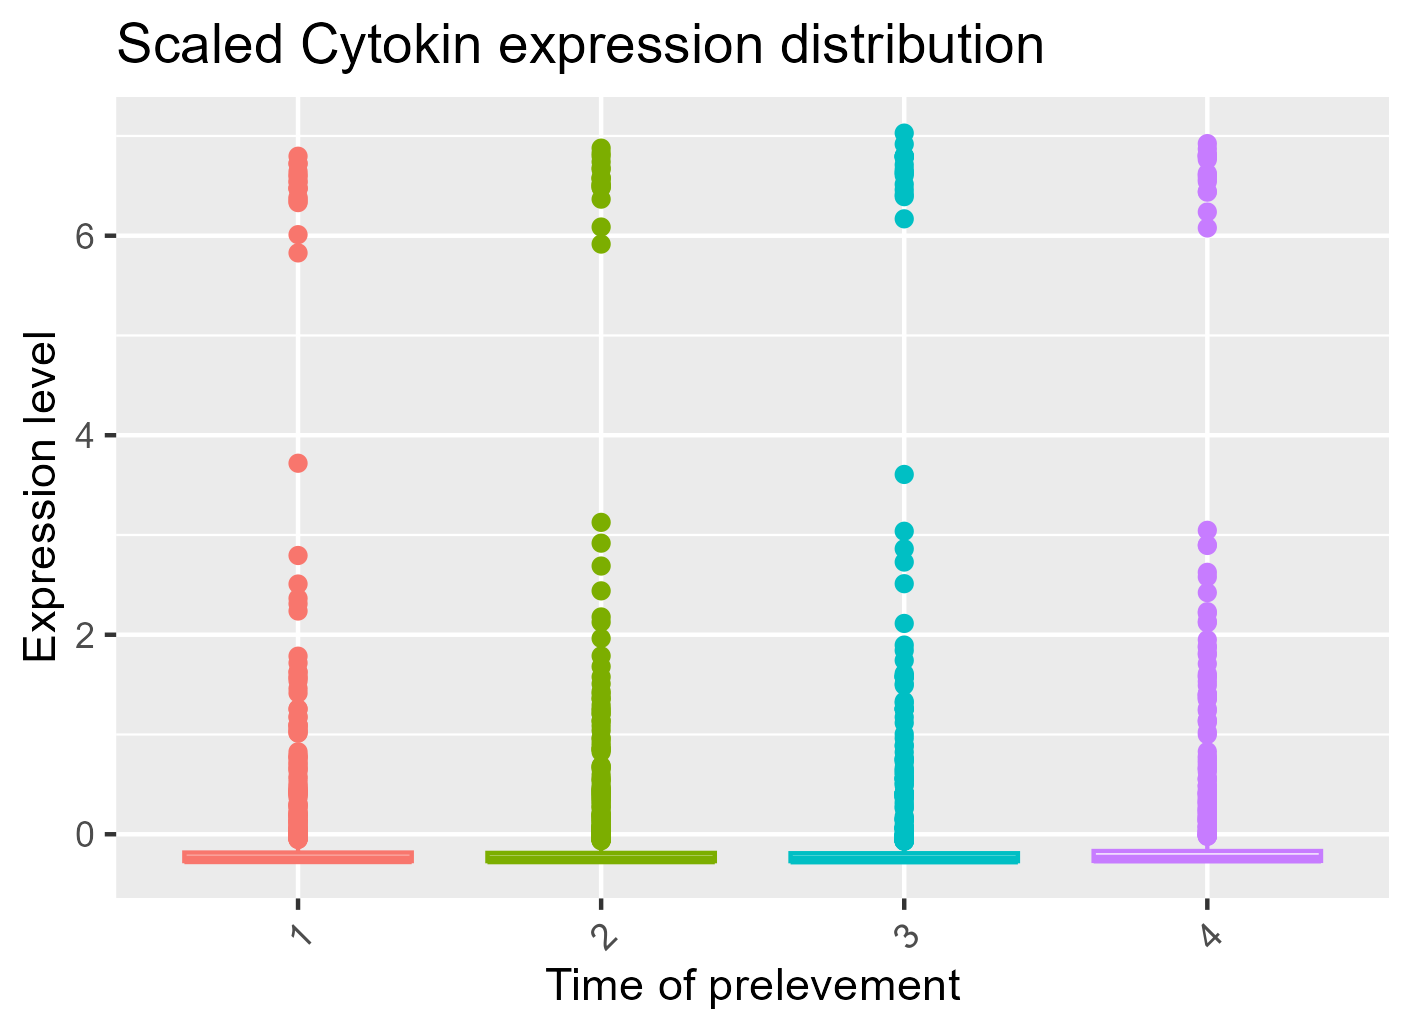 Scaled Cytokin expression distribution
Expression level
6
4
2
0
1 2 3 4
Time of prelevement